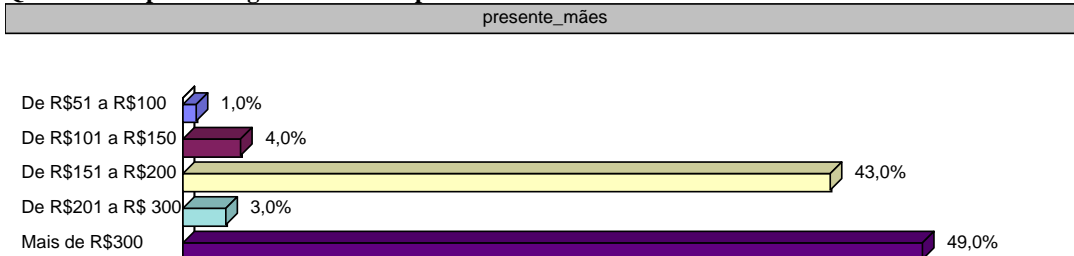 presente_mães
De R$51 a R$100 1,0%
De R$101 a R$150 4,0%
De R$151 a R$200 43,0%
De R$201 a R$ 300 3,0%
Mais de R$300 49,0%